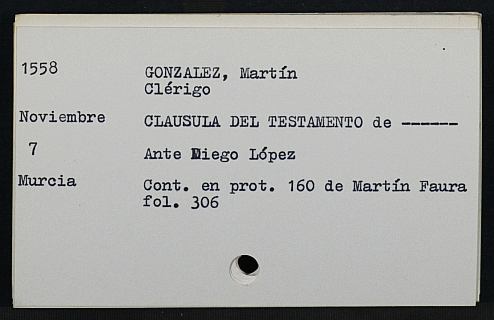 1558
GONZALEZ, Martín
Clérigo
Noviembre
CLAUSULA DEL TESTAMENTO de ------
7
Ante Diego López
Murcia
Cont. en prot. 160 de Martín Faura
fol. 306